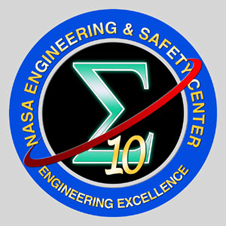 NASA ENGINEERING & SAFETY CENTER
Σ
10
ENGINEERING EXCELLENCE